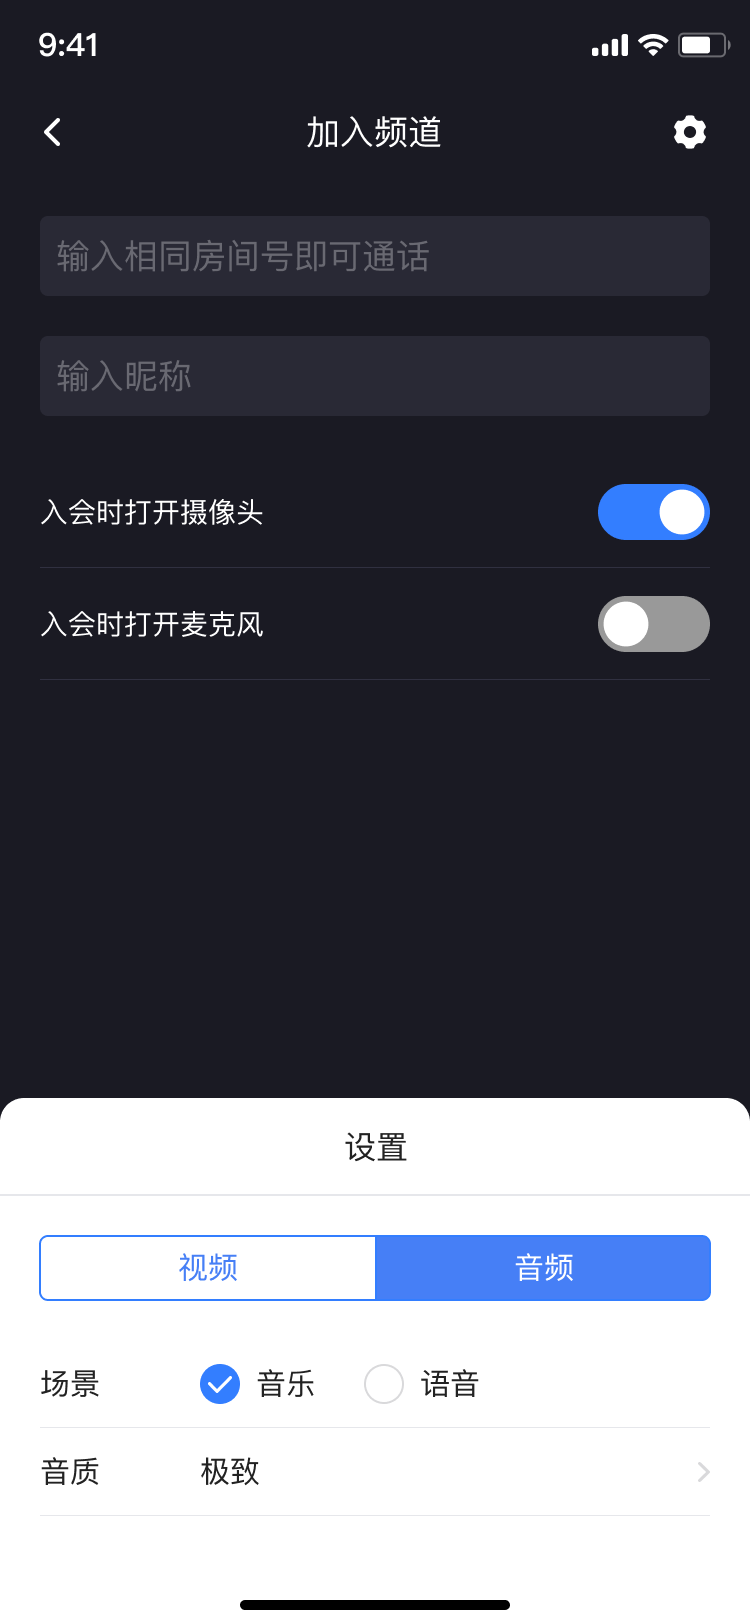 9:41
加入频道
输入相同房间号即可通话
输入昵称
入会时打开摄像头
入会时打开麦克风
设置
视频 音频
场景 音乐 语音
音质 极致